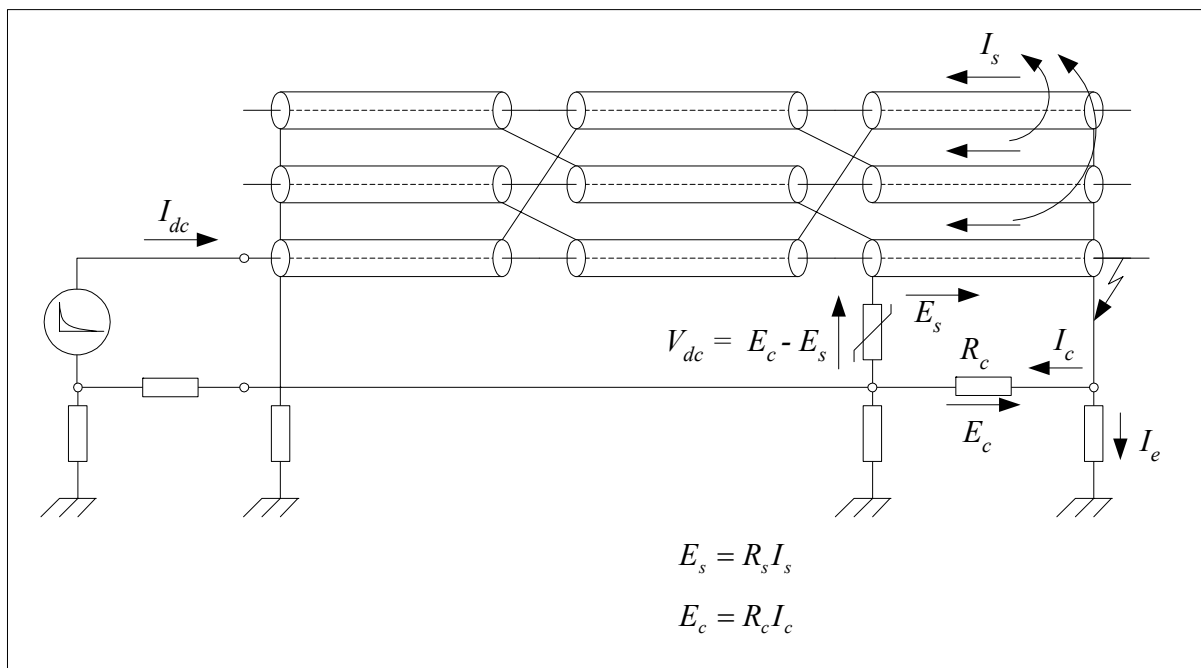 I_s
I_dc
E_s
V_dc = E_c - E_s
R_c
I_c
E_c
I_e
E_s = R_s I_s
E_c = R_c I_c